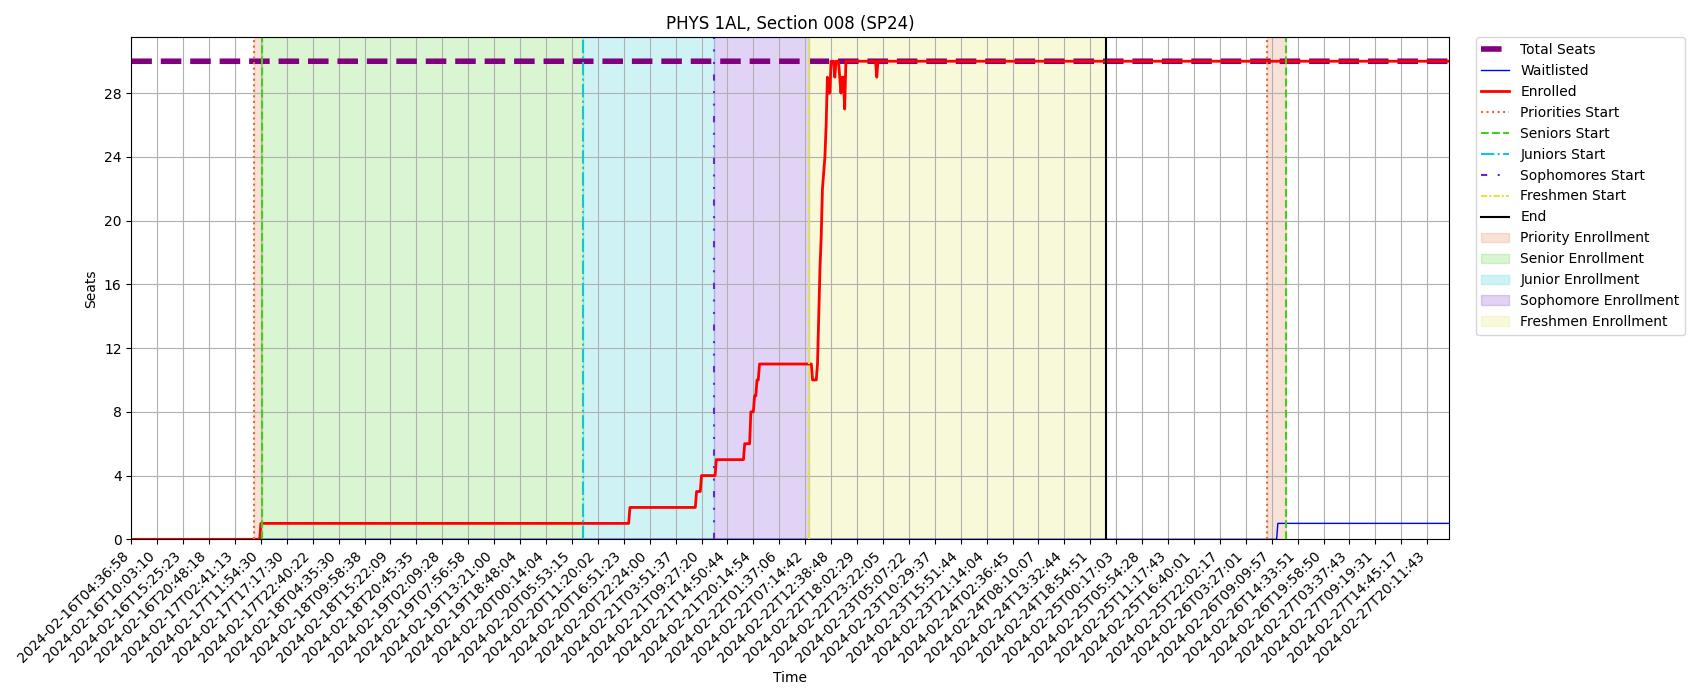 PHYS 1AL, Section 008 (SP24)
Total Seats
Waitlisted
Enrolled
Priorities Start
Seniors Start
Juniors Start
Sophomores Start
Freshmen Start
End
Priority Enrollment
Senior Enrollment
Junior Enrollment
Sophomore Enrollment
Freshmen Enrollment
Seats
28
24
20
16
12
8
4
0
2024-02-16T04:36:58
2024-02-16T10:03:10
2024-02-16T15:25:23
2024-02-16T20:48:18
2024-02-17T02:41:13
2024-02-17T11:54:30
2024-02-17T17:17:30
2024-02-17T22:40:22
2024-02-18T04:35:30
2024-02-18T09:58:38
2024-02-18T15:22:09
2024-02-18T20:45:35
2024-02-19T02:09:28
2024-02-19T07:56:58
2024-02-19T13:21:00
2024-02-19T18:48:04
2024-02-20T00:14:04
2024-02-20T05:53:15
2024-02-20T11:20:02
2024-02-20T16:51:23
2024-02-20T22:24:00
2024-02-21T03:51:37
2024-02-21T09:27:20
2024-02-21T14:50:44
2024-02-21T20:14:54
2024-02-22T01:37:06
2024-02-22T07:14:42
2024-02-22T12:38:48
2024-02-22T18:02:29
2024-02-22T23:22:05
2024-02-23T05:07:22
2024-02-23T10:29:37
2024-02-23T15:51:44
2024-02-23T21:14:04
2024-02-24T02:36:45
2024-02-24T08:10:07
2024-02-24T13:32:44
2024-02-24T18:54:51
2024-02-25T00:17:03
2024-02-25T05:54:28
2024-02-25T11:17:43
2024-02-25T16:40:01
2024-02-25T22:02:17
2024-02-26T03:27:01
2024-02-26T09:09:57
2024-02-26T14:33:51
2024-02-26T19:58:50
2024-02-27T03:37:43
2024-02-27T09:19:31
2024-02-27T14:45:17
2024-02-27T20:11:43
Time